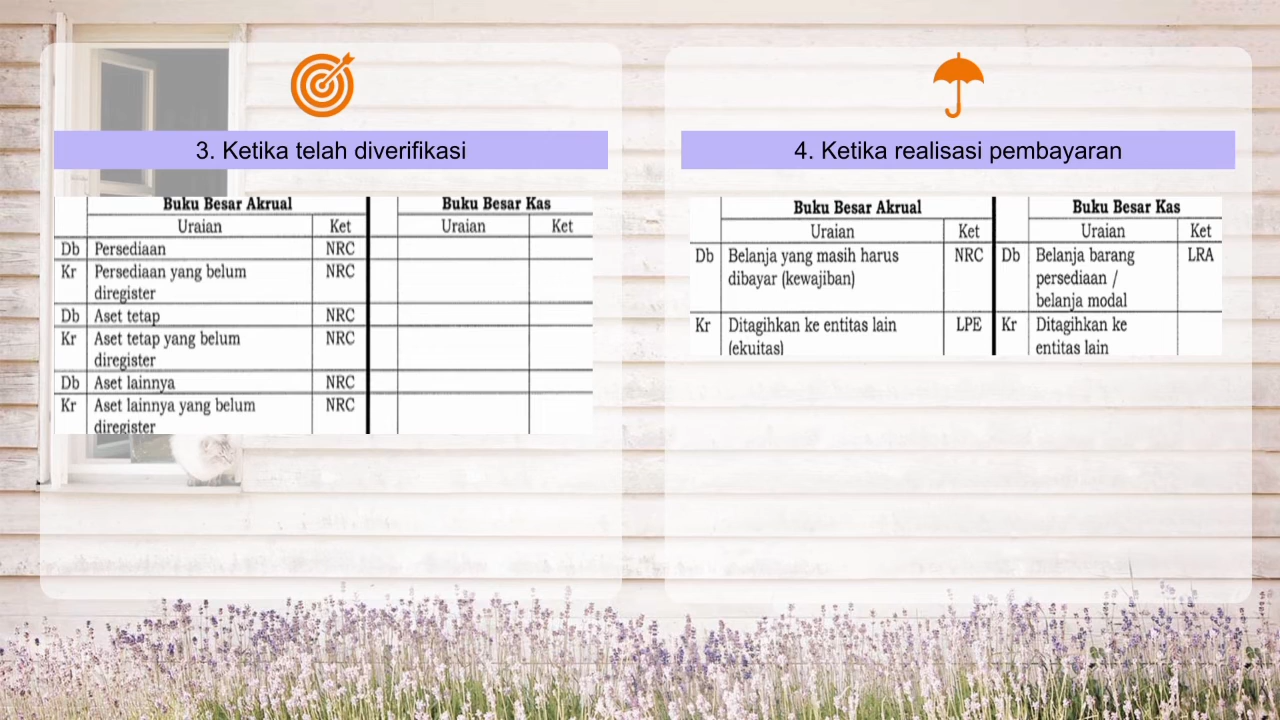 3. Ketika telah diverifikasi
Buku Besar Akrual Buku Besar Kas
Uraian Ket Uraian Ket
Db Persediaan NRC
Kr Persediaan yang belum NRC
diregister
Db Aset tetap NRC
Kr Aset tetap yang belum NRC
diregister
Db Aset lainnya NRC
Kr Aset lainnya yang belum NRC
diregister
4. Ketika realisasi pembayaran
Buku Besar Akrual Buku Besar Kas
Uraian Ket Uraian Ket
Db Belanja yang masih harus NRC Db Belanja barang LRA
dibayar (kewajiban) persediaan /
belanja modal
Kr Ditagihkan ke entitas lain LPE Kr Ditagihkan ke
(ekuitas) entitas lain